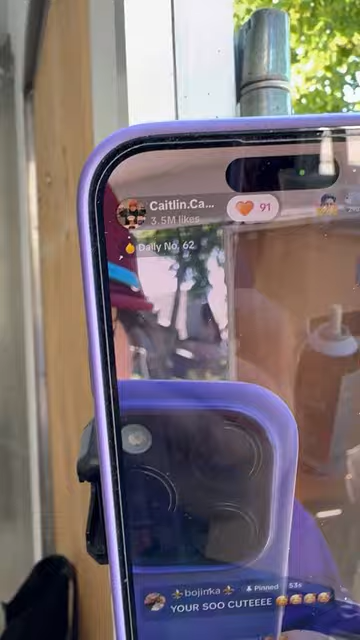 Caitlin.Ca...
91
3.5M likes
Daily No. 62
bojinka
Pinned
53s
YOUR SOO CUTEEEE